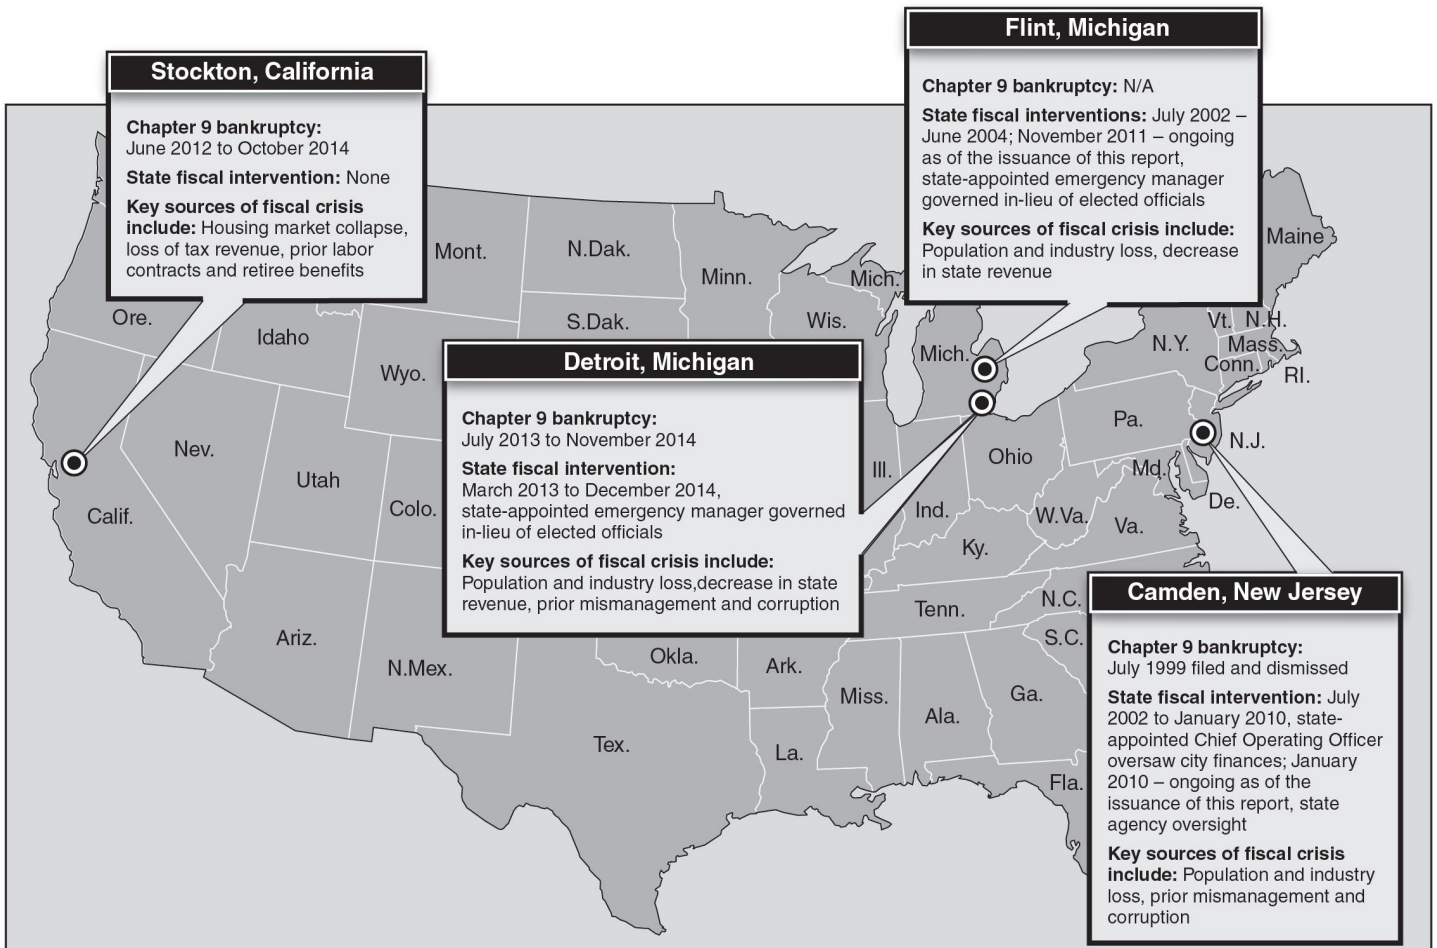 Flint, Michigan
Chapter 9 bankruptcy: N/A
State fiscal interventions: July 2002 –
June 2004; November 2011 – ongoing
as of the issuance of this report,
state-appointed emergency manager
governed in-lieu of elected officials
Key sources of fiscal crisis include:
Population and industry loss, decrease
in state revenue
Stockton, California
Chapter 9 bankruptcy:
June 2012 to October 2014
State fiscal intervention: None
Key sources of fiscal crisis
include: Housing market collapse,
loss of tax revenue, prior labor
contracts and retiree benefits
Detroit, Michigan
Chapter 9 bankruptcy:
July 2013 to November 2014
State fiscal intervention:
March 2013 to December 2014,
state-appointed emergency manager governed
in-lieu of elected officials
Key sources of fiscal crisis include:
Population and industry loss,decrease in state
revenue, prior mismanagement and corruption
Camden, New Jersey
Chapter 9 bankruptcy:
July 1999 filed and dismissed
State fiscal intervention: July
2002 to January 2010, state-
appointed Chief Operating Officer
oversaw city finances; January
2010 – ongoing as of the
issuance of this report, state
agency oversight
Key sources of fiscal crisis
include: Population and industry
loss, prior mismanagement and
corruption
Maine
Mont.
N.Dak.
Minn.
Mich.
Ore.
Idaho
S.Dak.
Wis.
Vt.
N.H.
N.Y.
Mass.
Mich.
Conn.
RI.
Wyo.
Pa.
N.J.
Nev.
Utah
Ill.
Ohio
Md.
De.
Calif.
Colo.
Ind.
W.Va.
Va.
Ky.
N.C.
Tenn.
Ariz.
N.Mex.
Okla.
Ark.
S.C.
Miss.
Ala.
Ga.
Tex.
La.
Fla.